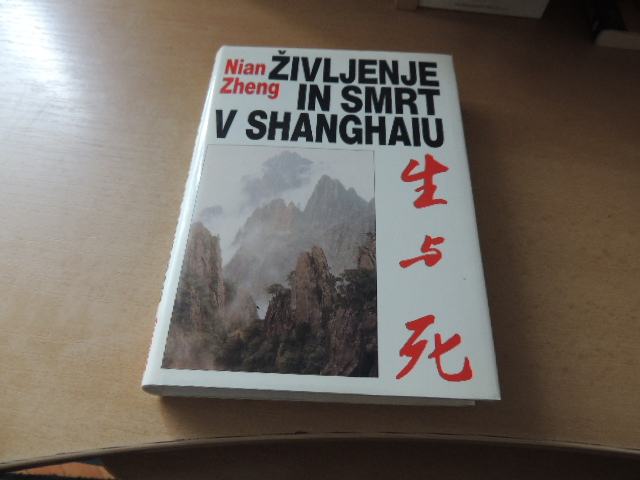 Nian
Zheng
ŽIVLJENJE
IN SMRT
V SHANGHAIU
生
与
死